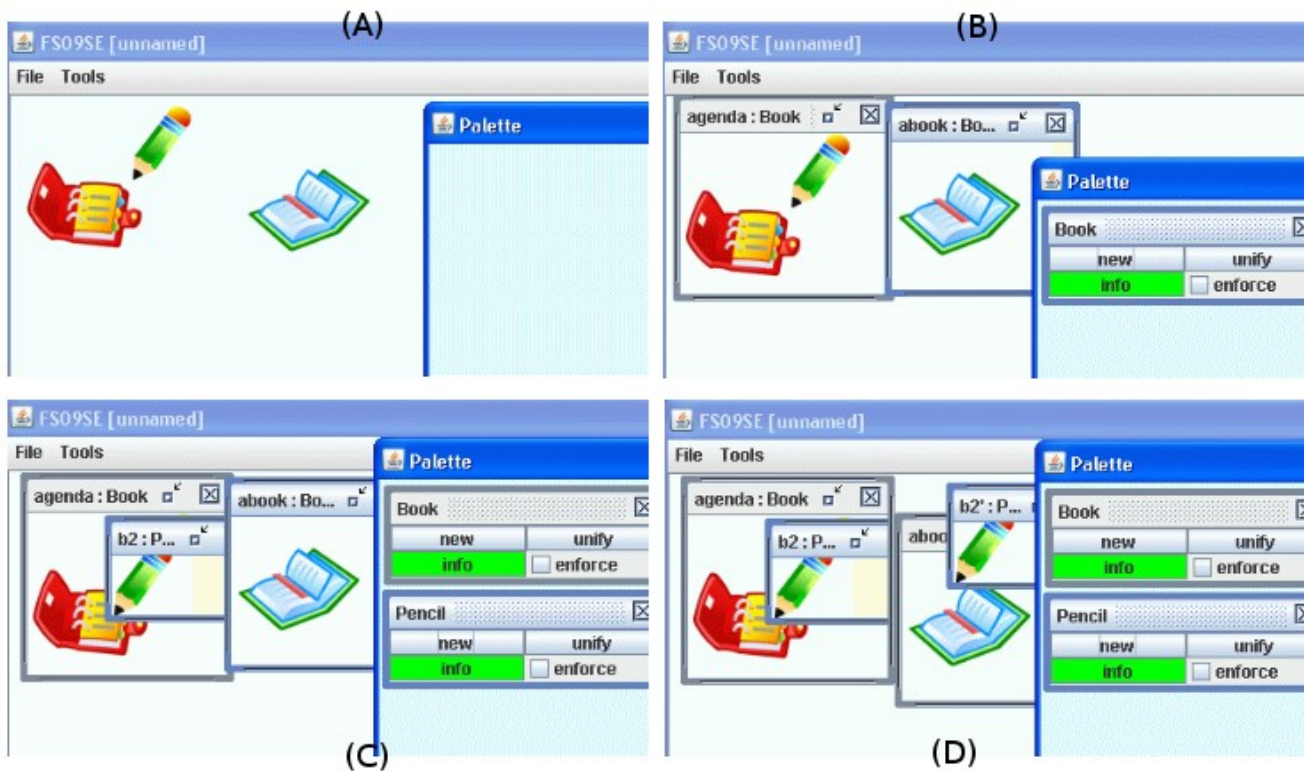 (A)
FS09SE [unnamed]
File Tools
Palette
(B)
FS09SE [unnamed]
File Tools
agenda : Book
abook : Bo...
Palette
Book
new unify
info enforce
(C)
FS09SE [unnamed]
File Tools
agenda : Book
abook : Bo...
b2 : P...
Palette
Book
new unify
info enforce
Pencil
new unify
info enforce
(D)
FS09SE [unnamed]
File Tools
agenda : Book
b2' : P...
b2 : P...
aboo
Palette
Book
new unify
info enforce
Pencil
new unify
info enforce